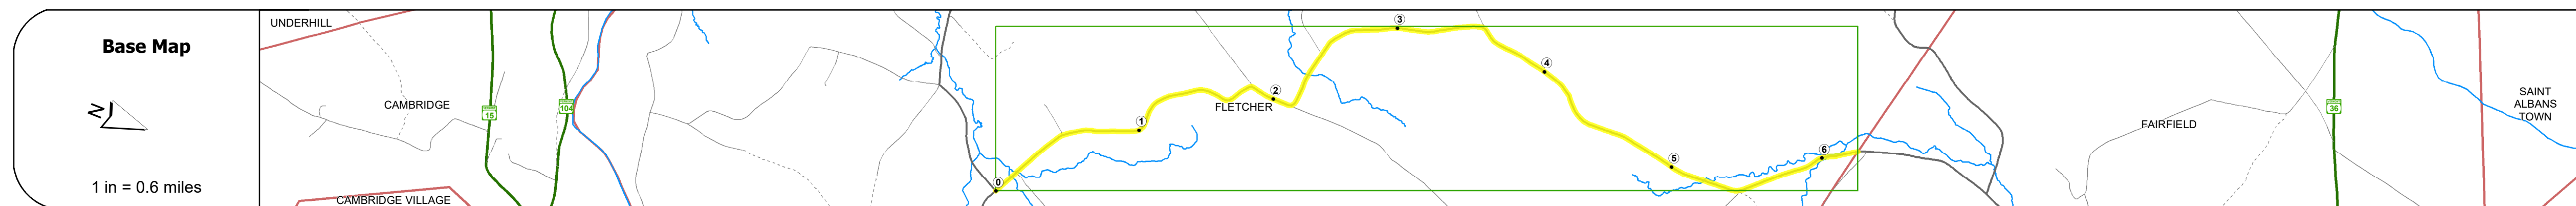 Base Map
N
1 in = 0.6 miles
UNDERHILL
CAMBRIDGE
15
104
CAMBRIDGE VILLAGE
0
1
2
FLETCHER
3
4
5
6
FAIRFIELD
36
SAINT
ALBANS
TOWN